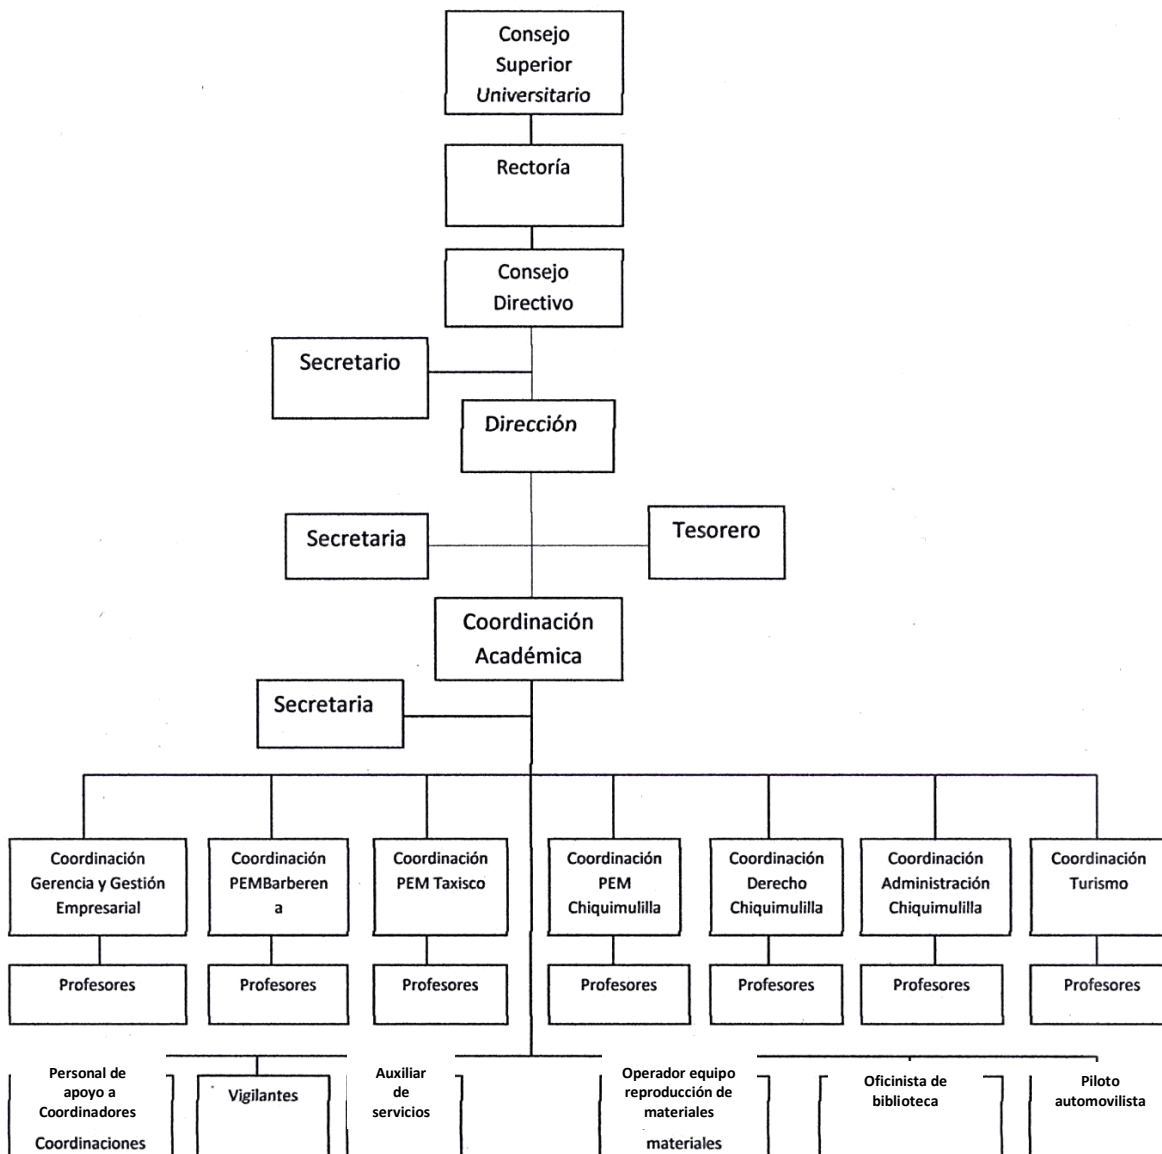 Consejo
Superior
Universitario
Rectoría
Consejo
Directivo
Secretario
Dirección
Secretaria
Tesorero
Coordinación
Académica
Secretaria
Coordinación
Gerencia y Gestión
Empresarial
Coordinación
PEMBarberen
a
Coordinación
PEM Taxisco
Coordinación
PEM
Chiquimulilla
Coordinación
Derecho
Chiquimulilla
Coordinación
Administración
Chiquimulilla
Coordinación
Turismo
Profesores
Profesores
Profesores
Profesores
Profesores
Profesores
Profesores
Personal de
apoyo a
Coordinadores
Coordinaciones
Vigilantes
Auxiliar
de
servicios
Operador equipo
reproducción de
materiales
materiales
Oficinista de
biblioteca
Piloto
automovilista